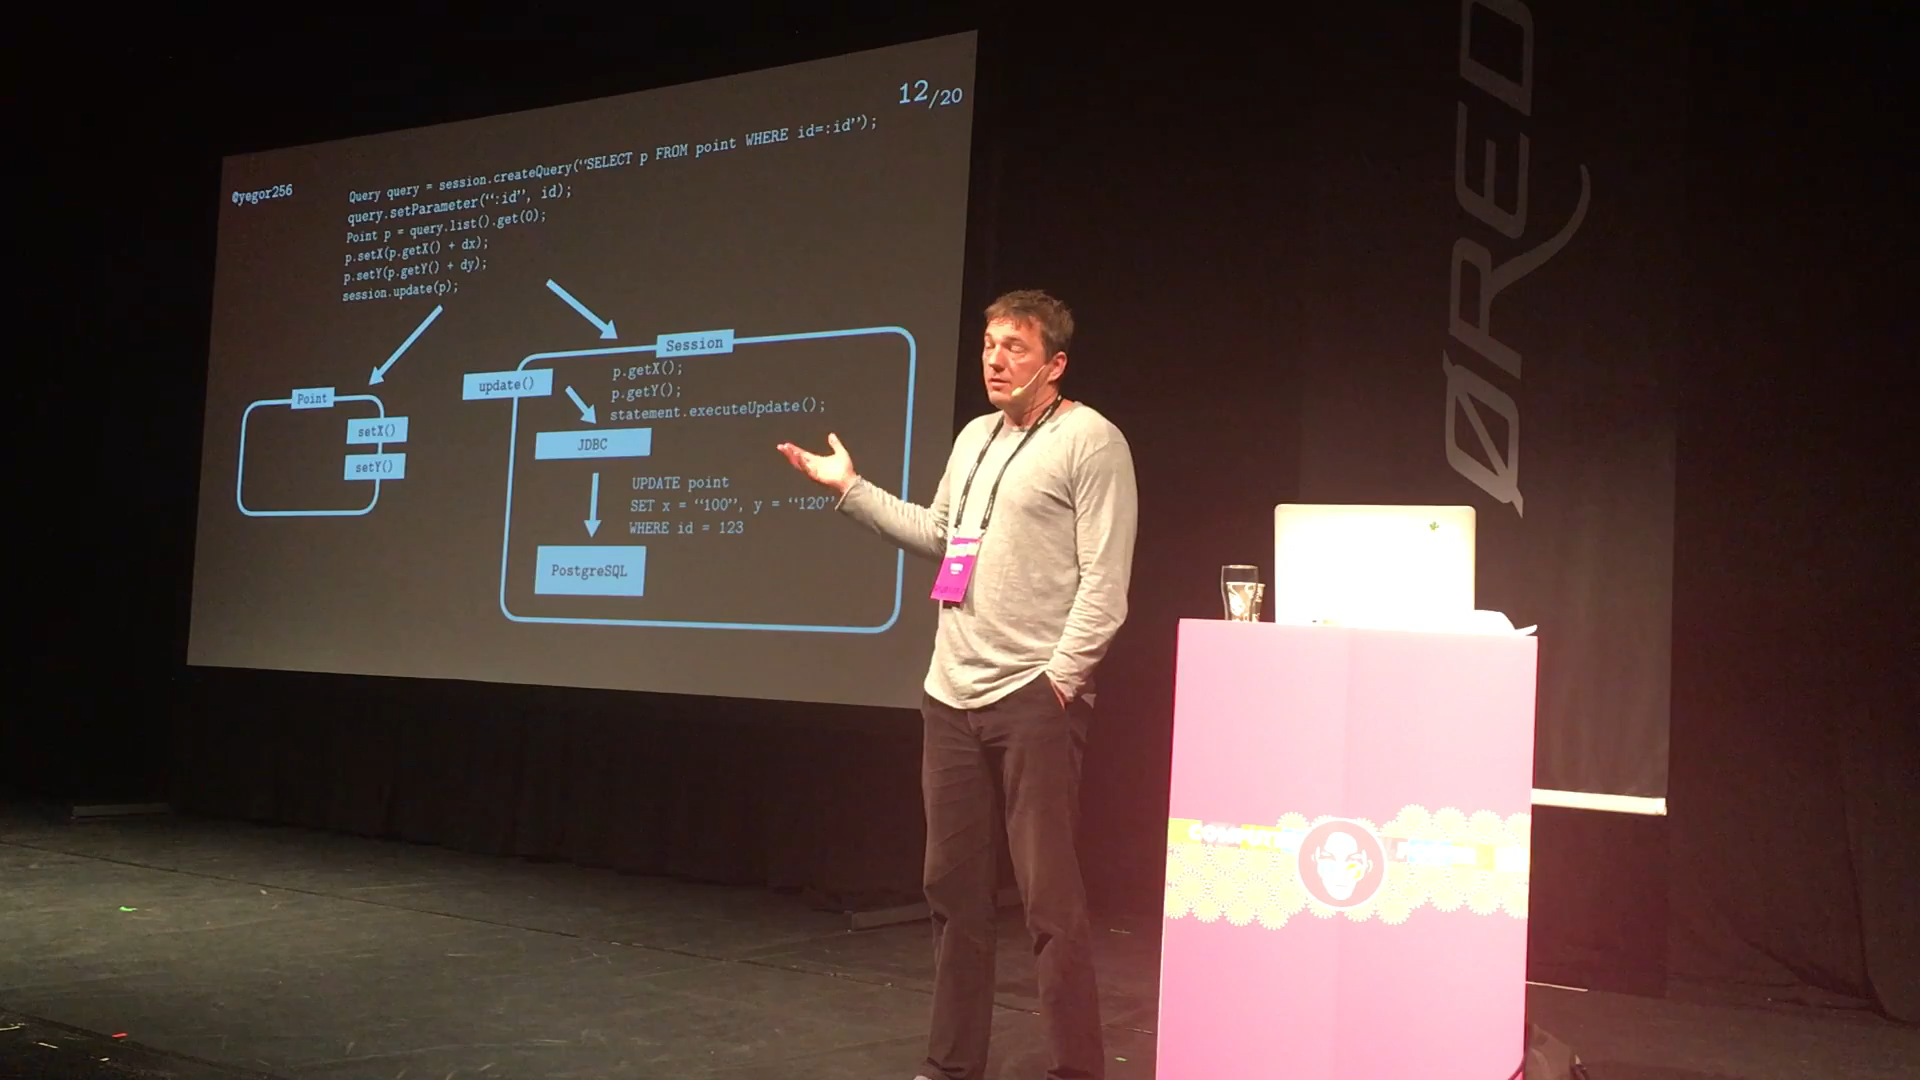 12/20
@yegor256
Query query = session.createQuery(“SELECT p FROM point WHERE id=:id”);
query.setParameter(“:id”, id);
Point p = query.list().get(0);
p.setX(p.getX() + dx);
p.setY(p.getY() + dy);
session.update(p);
Point
setX()
setY()
Session
update()
p.getX();
p.getY();
statement.executeUpdate();
JDBC
UPDATE point
SET x = “100”, y = “120”
WHERE id = 123
PostgreSQL
ØRED